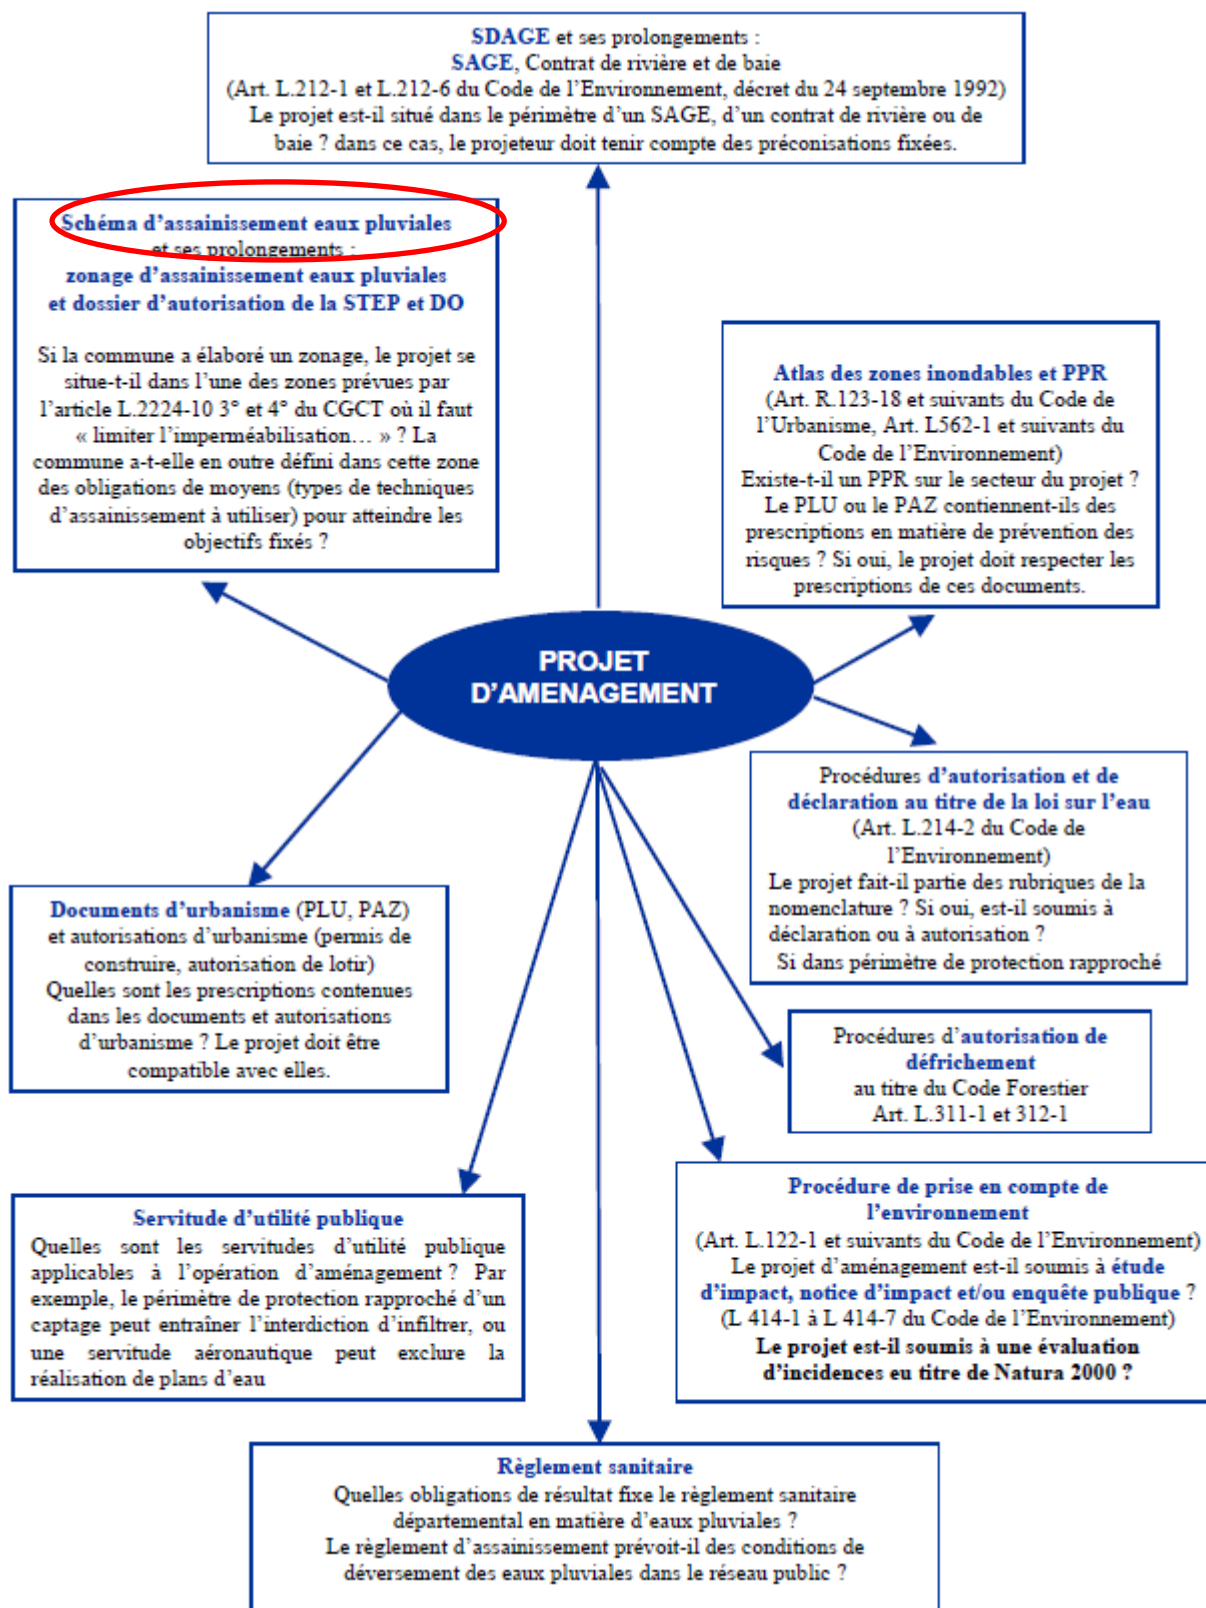 SDAGE et ses prolongements :
SAGE, Contrat de rivière et de baie
(Art. L.212-1 et L.212-6 du Code de l'Environnement, décret du 24 septembre 1992)
Le projet est-il situé dans le périmètre d'un SAGE, d'un contrat de rivière ou de
baie ? dans ce cas, le projeteur doit tenir compte des préconisations fixées.
Schéma d'assainissement eaux pluviales
et ses prolongements :
zonage d'assainissement eaux pluviales
et dossier d'autorisation de la STEP et DO
Si la commune a élaboré un zonage, le projet se
situe-t-il dans l'une des zones prévues par
l'article L.2224-10 3° et 4° du CGCT où il faut
« limiter l'imperméabilisation… » ? La
commune a-t-elle en outre défini dans cette zone
des obligations de moyens (types de techniques
d'assainissement à utiliser) pour atteindre les
objectifs fixés ?
Atlas des zones inondables et PPR
(Art. R.123-18 et suivants du Code de
l'Urbanisme, Art. L562-1 et suivants du
Code de l'Environnement)
Existe-t-il un PPR sur le secteur du projet ?
Le PLU ou le PAZ contiennent-ils des
prescriptions en matière de prévention des
risques ? Si oui, le projet doit respecter les
prescriptions de ces documents.
PROJET
D'AMENAGEMENT
Procédures d'autorisation et de
déclaration au titre de la loi sur l'eau
(Art. L.214-2 du Code de
l'Environnement)
Le projet fait-il partie des rubriques de la
nomenclature ? Si oui, est-il soumis à
déclaration ou à autorisation ?
Si dans périmètre de protection rapproché
Documents d'urbanisme (PLU, PAZ)
et autorisations d'urbanisme (permis de
construire, autorisation de lotir)
Quelles sont les prescriptions contenues
dans les documents et autorisations
d'urbanisme ? Le projet doit être
compatible avec elles.
Procédures d'autorisation de
défrichement
au titre du Code Forestier
Art. L.311-1 et 312-1
Servitude d'utilité publique
Quelles sont les servitudes d'utilité publique
applicables à l'opération d'aménagement ? Par
exemple, le périmètre de protection rapproché d'un
captage peut entraîner l'interdiction d'infiltrer, ou
une servitude aéronautique peut exclure la
réalisation de plans d'eau
Procédure de prise en compte de
l'environnement
(Art. L.122-1 et suivants du Code de l'Environnement)
Le projet d'aménagement est-il soumis à étude
d'impact, notice d'impact et/ou enquête publique ?
(L 414-1 à L 414-7 du Code de l'Environnement)
Le projet est-il soumis à une évaluation
d'incidences eu titre de Natura 2000 ?
Règlement sanitaire
Quelles obligations de résultat fixe le règlement sanitaire
départemental en matière d'eaux pluviales ?
Le règlement d'assainissement prévoit-il des conditions de
déversement des eaux pluviales dans le réseau public ?